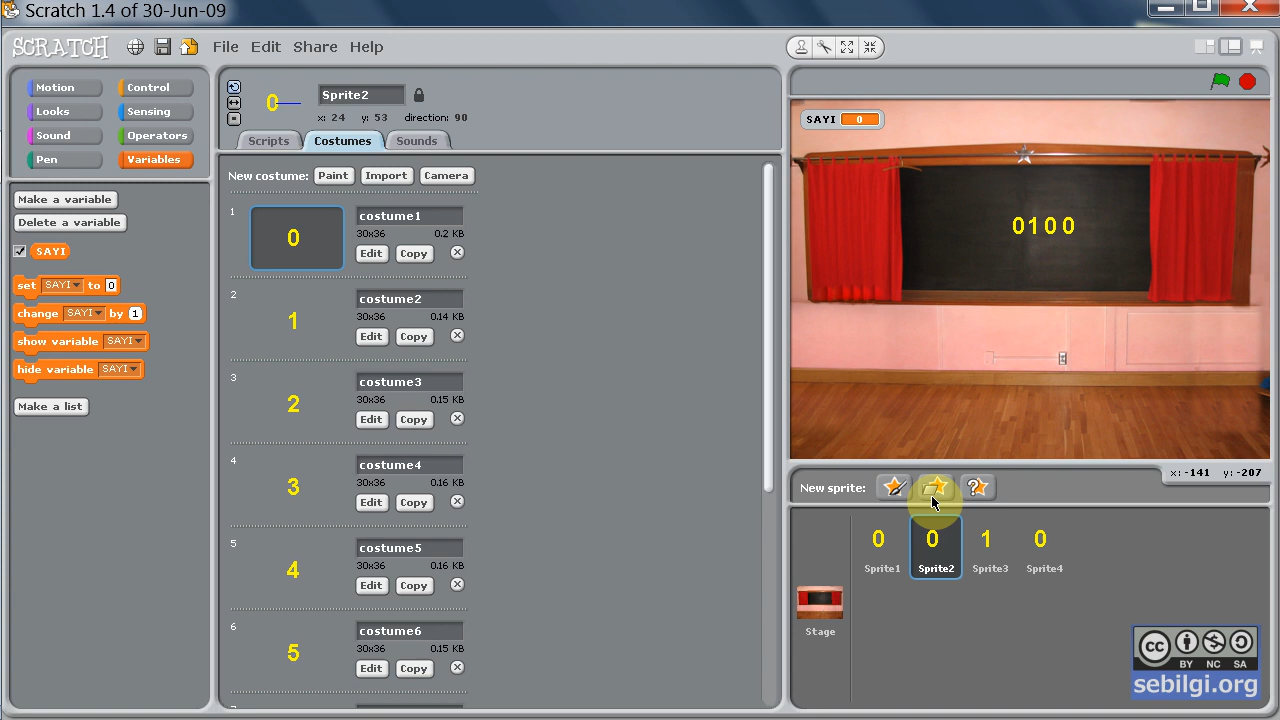 Scratch 1.4 of 30-Jun-09
SCRATCH File Edit Share Help
Motion Control
Looks Sensing
Sound Operators
Pen Variables
Make a variable
Delete a variable
SAYI
set SAYI to 0
change SAYI by 1
show variable SAYI
hide variable SAYI
Make a list
0
Sprite2
x: 24 y: 53 direction: 90
Scripts Costumes Sounds
New costume: Paint Import Camera
1 0 costume1
30x36 0.2 KB
Edit Copy
2 1 costume2
30x36 0.14 KB
Edit Copy
3 2 costume3
30x36 0.15 KB
Edit Copy
4 3 costume4
30x36 0.16 KB
Edit Copy
5 4 costume5
30x36 0.16 KB
Edit Copy
6 5 costume6
30x36 0.15 KB
Edit Copy
SAYI 0
0100
x: -141 y: -207
New sprite:
0 0 1 0
Sprite1 Sprite2 Sprite3 Sprite4
Stage
cc BY NC SA
sebilgi.org